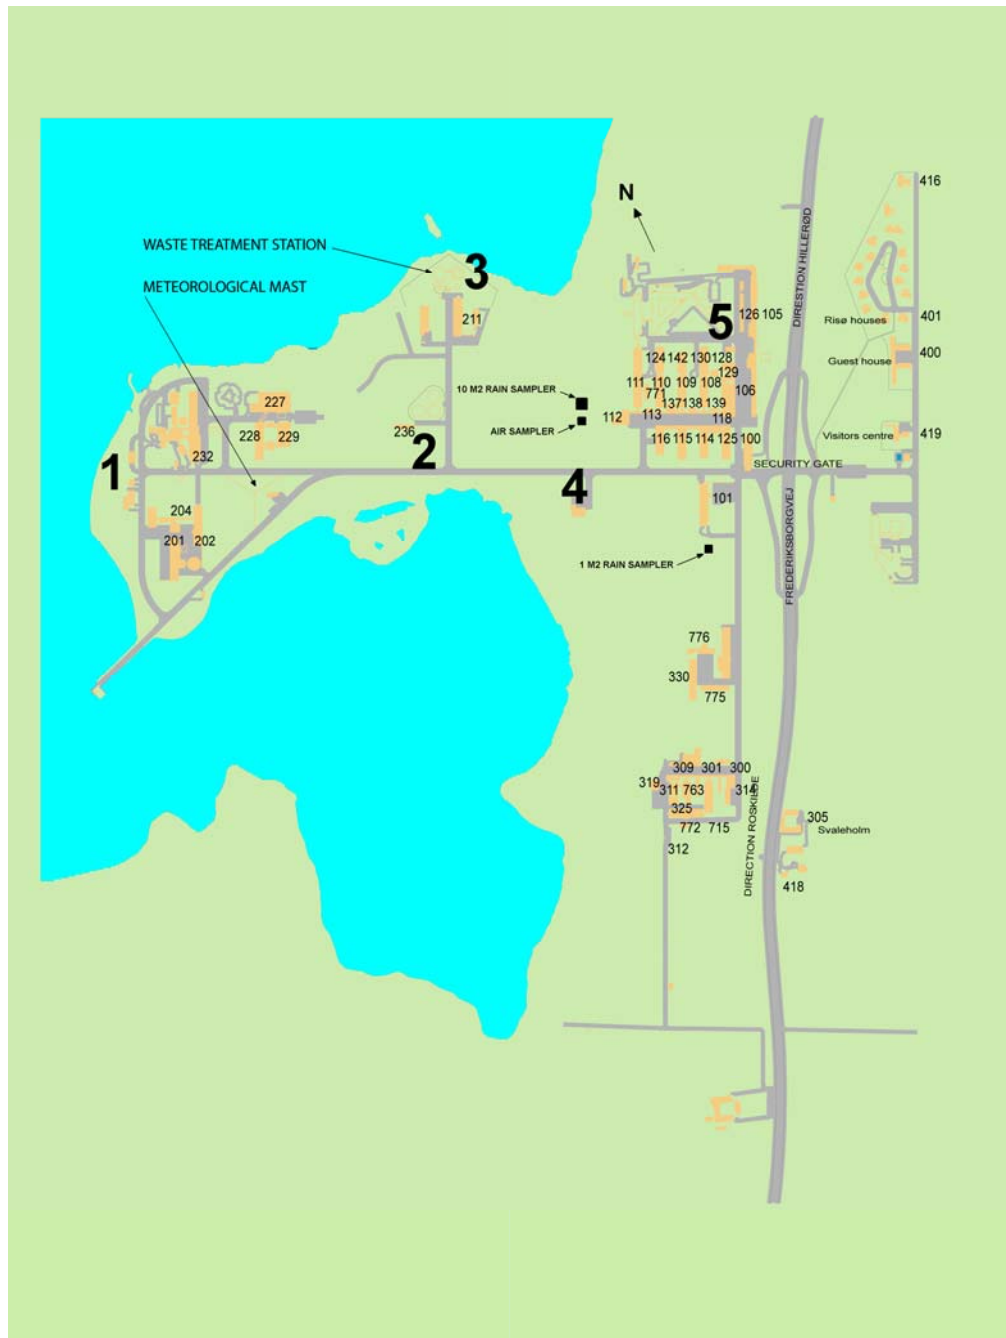 416
N
DIRESTION HILLERØD
WASTE TREATMENT STATION
3
METEOROLOGICAL MAST
211
5
126 105
Risø houses
401
400
Guest house
124 142 130 128
129
111 110 109 108
106
771
137 138 139
10 M2 RAIN SAMPLER
227
112
113
118
AIR SAMPLER
236
228
229
116 115 114 125 100
Visitors centre
419
232
2
1
SECURITY GATE
4
101
204
201
202
1 M2 RAIN SAMPLER
FREDERIKSBORGVEJ
776
330
775
309 301 300
319
311 763
314
325
772 715
312
DIRECTION ROSKILDE
305
Svaleholm
418